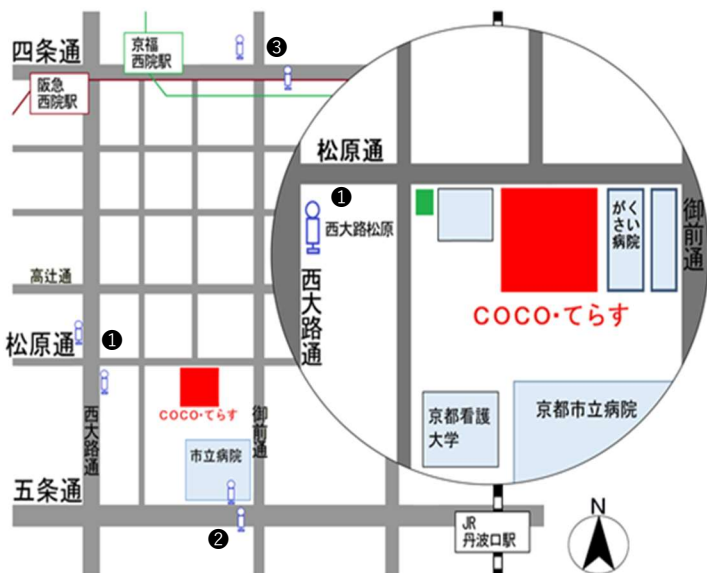 四条通
京福
西院駅
❸
阪急
西院駅
高辻通
松原通
❶
西大路通
COCO・てらす
御前通
市立病院
五条通
❷
JR
丹波口駅
N
松原通
❶
西大路松原
西大路通
がくさい
病院
御前通
COCO・てらす
京都看護
大学
京都市立病院